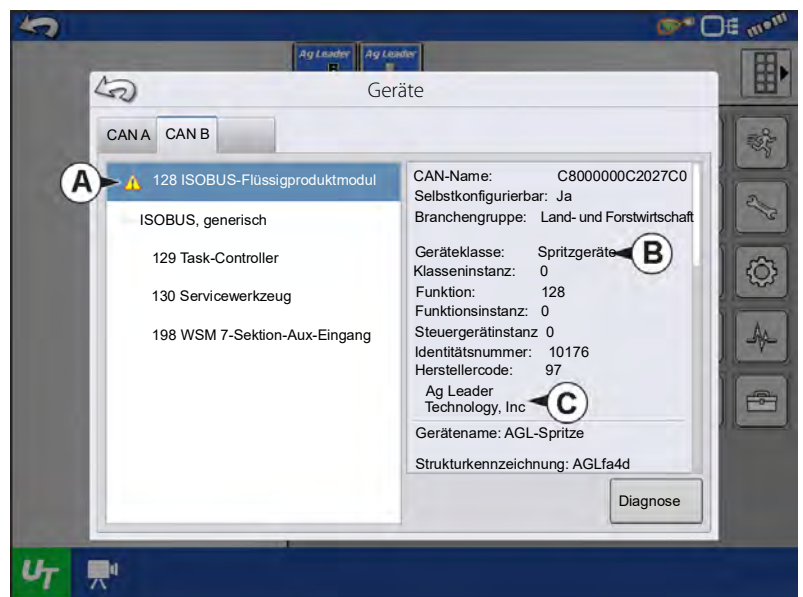 Ag Leader Ag Leader
Geräte
CAN A CAN B
A
128 ISOBUS-Flüssigproduktmodul
ISOBUS, generisch
129 Task-Controller
130 Servicewerkzeug
198 WSM 7-Sektion-Aux-Eingang
CAN-Name: C8000000C2027C0
Selbstkonfigurierbar: Ja
Branchengruppe: Land- und Forstwirtschaft
Geräteklasse: Spritzgeräte
B
Klasseninstanz: 0
Funktion: 128
Funktionsinstanz: 0
Steuergerätinstanz 0
Identitätsnummer: 10176
Herstellercode: 97
Ag Leader
Technology, Inc
C
Gerätename: AGL-Spritze
Strukturkennzeichnung: AGLfa4d
Diagnose
UT